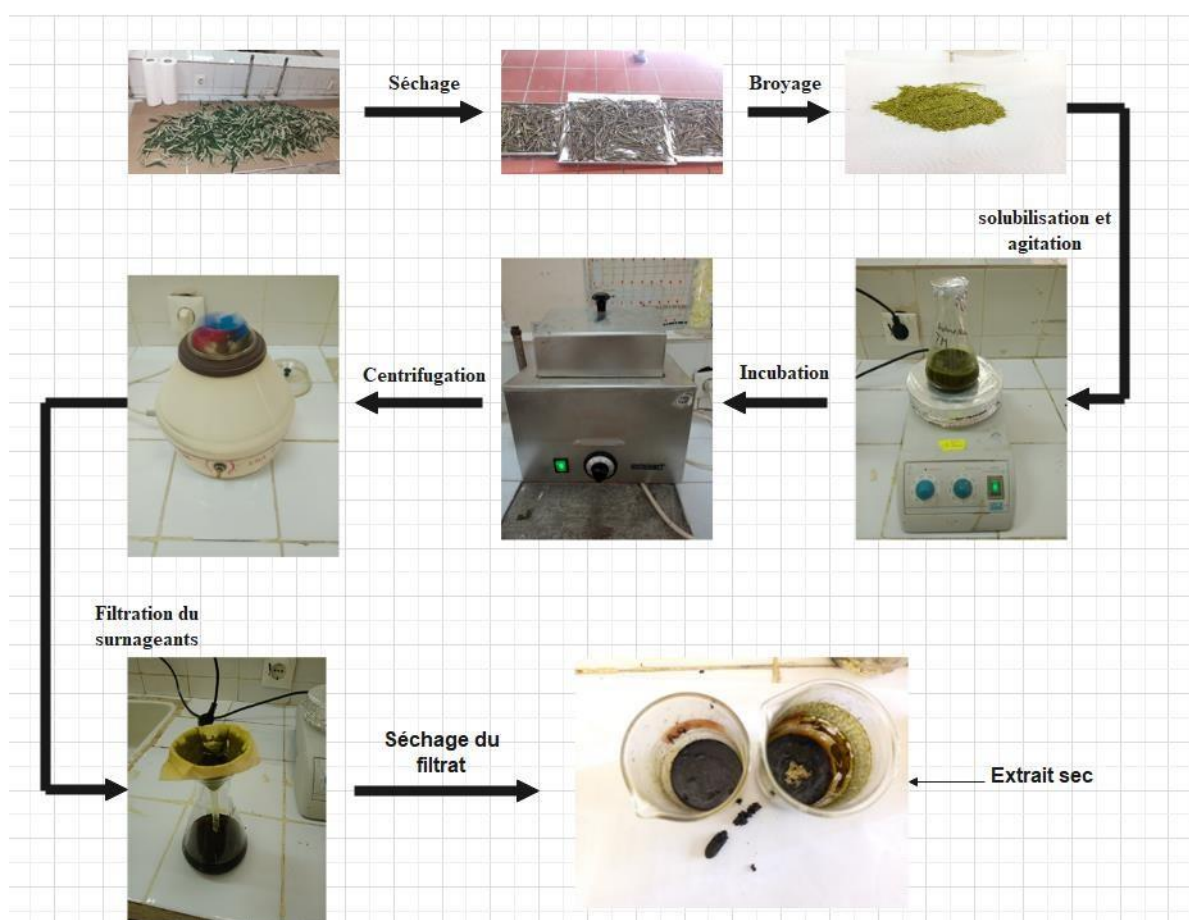 Séchage
Broyage
solubilisation et
agitation
Centrifugation
Incubation
Filtration du
surnageants
Séchage du
filtrat
Extrait sec